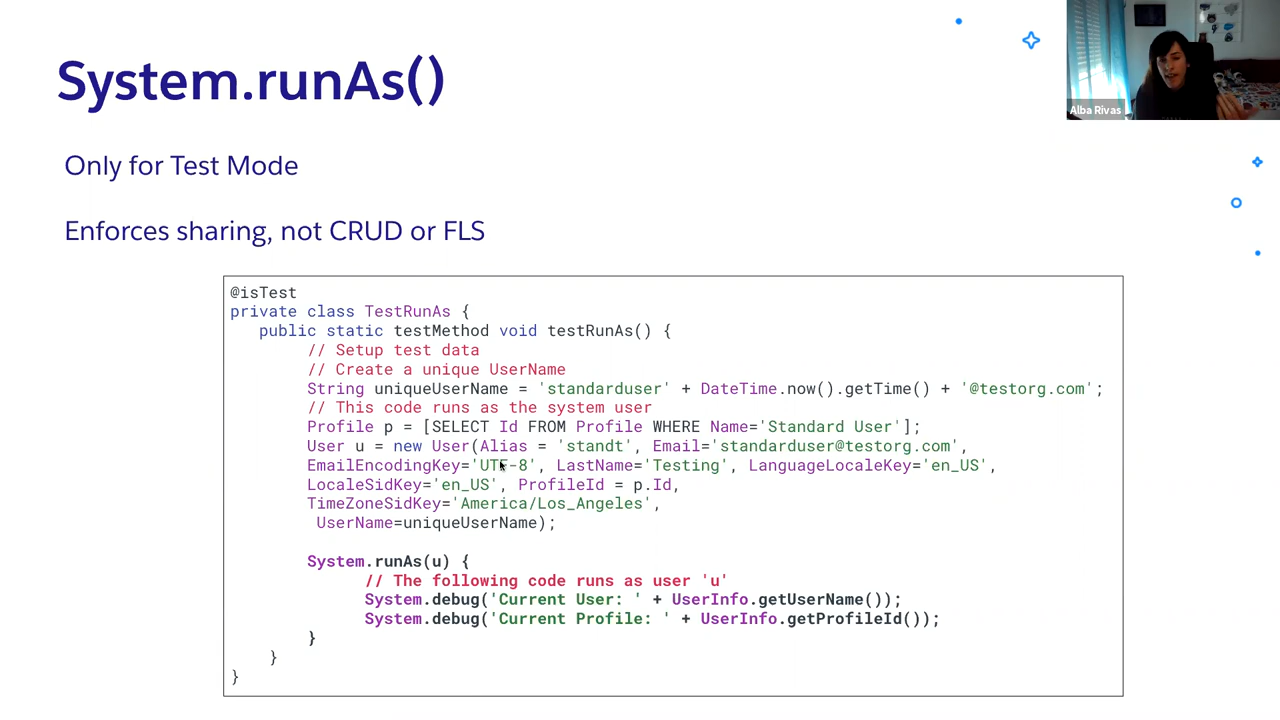 System.runAs()
Alba Rivas
Only for Test Mode
Enforces sharing, not CRUD or FLS
@isTest
private class TestRunAs {
public static testMethod void testRunAs() {
// Setup test data
// Create a unique UserName
String uniqueUserName = 'standarduser' + DateTime.now().getTime() + '@testorg.com';
// This code runs as the system user
Profile p = [SELECT Id FROM Profile WHERE Name='Standard User'];
User u = new User(Alias = 'standt', Email='standarduser@testorg.com',
EmailEncodingKey='UTF-8', LastName='Testing', LanguageLocaleKey='en_US',
LocaleSidKey='en_US', ProfileId = p.Id,
TimeZoneSidKey='America/Los_Angeles',
UserName=uniqueUserName);
System.runAs(u) {
// The following code runs as user 'u'
System.debug('Current User: ' + UserInfo.getUserName());
System.debug('Current Profile: ' + UserInfo.getProfileId());
}
}
}